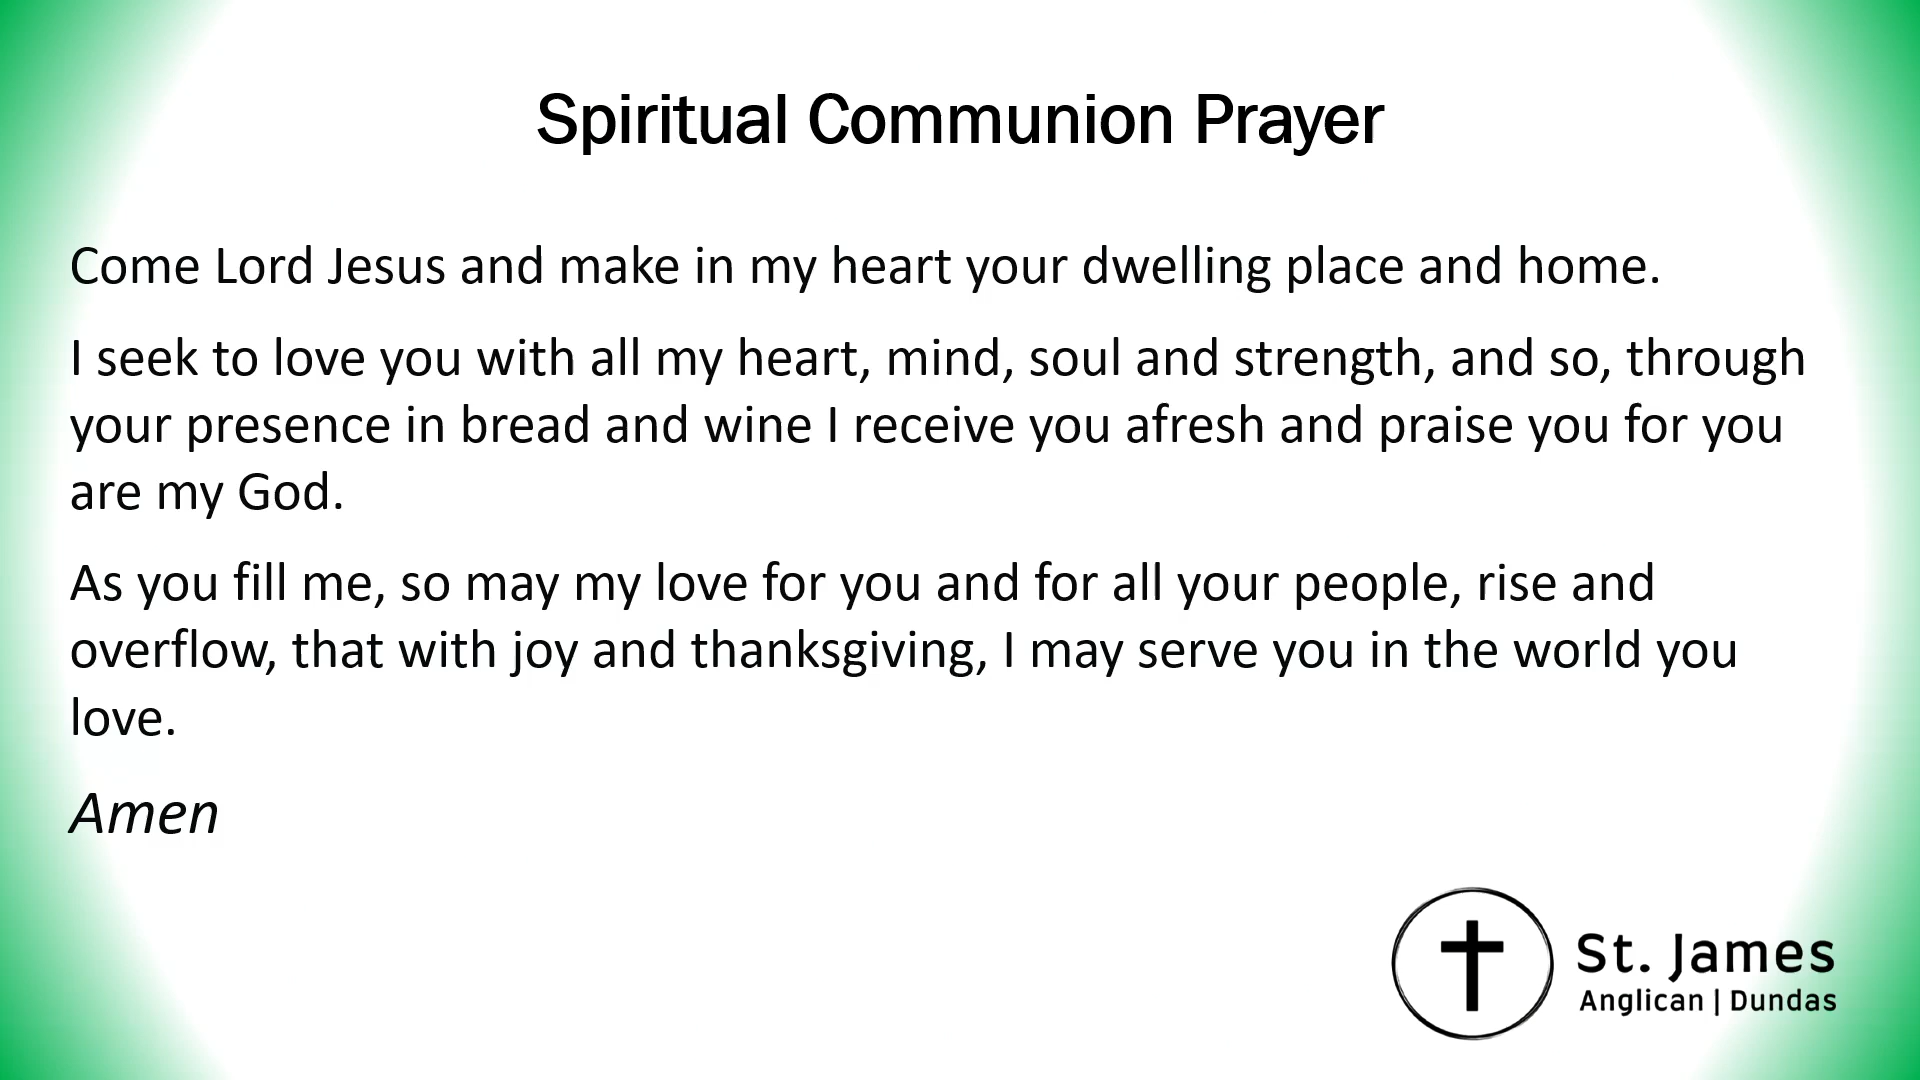 Spiritual Communion Prayer
Come Lord Jesus and make in my heart your dwelling place and home.
I seek to love you with all my heart, mind, soul and strength, and so, through
your presence in bread and wine I receive you afresh and praise you for you
are my God.
As you fill me, so may my love for you and for all your people, rise and
overflow, that with joy and thanksgiving, I may serve you in the world you
love.
Amen
St. James
Anglican | Dundas